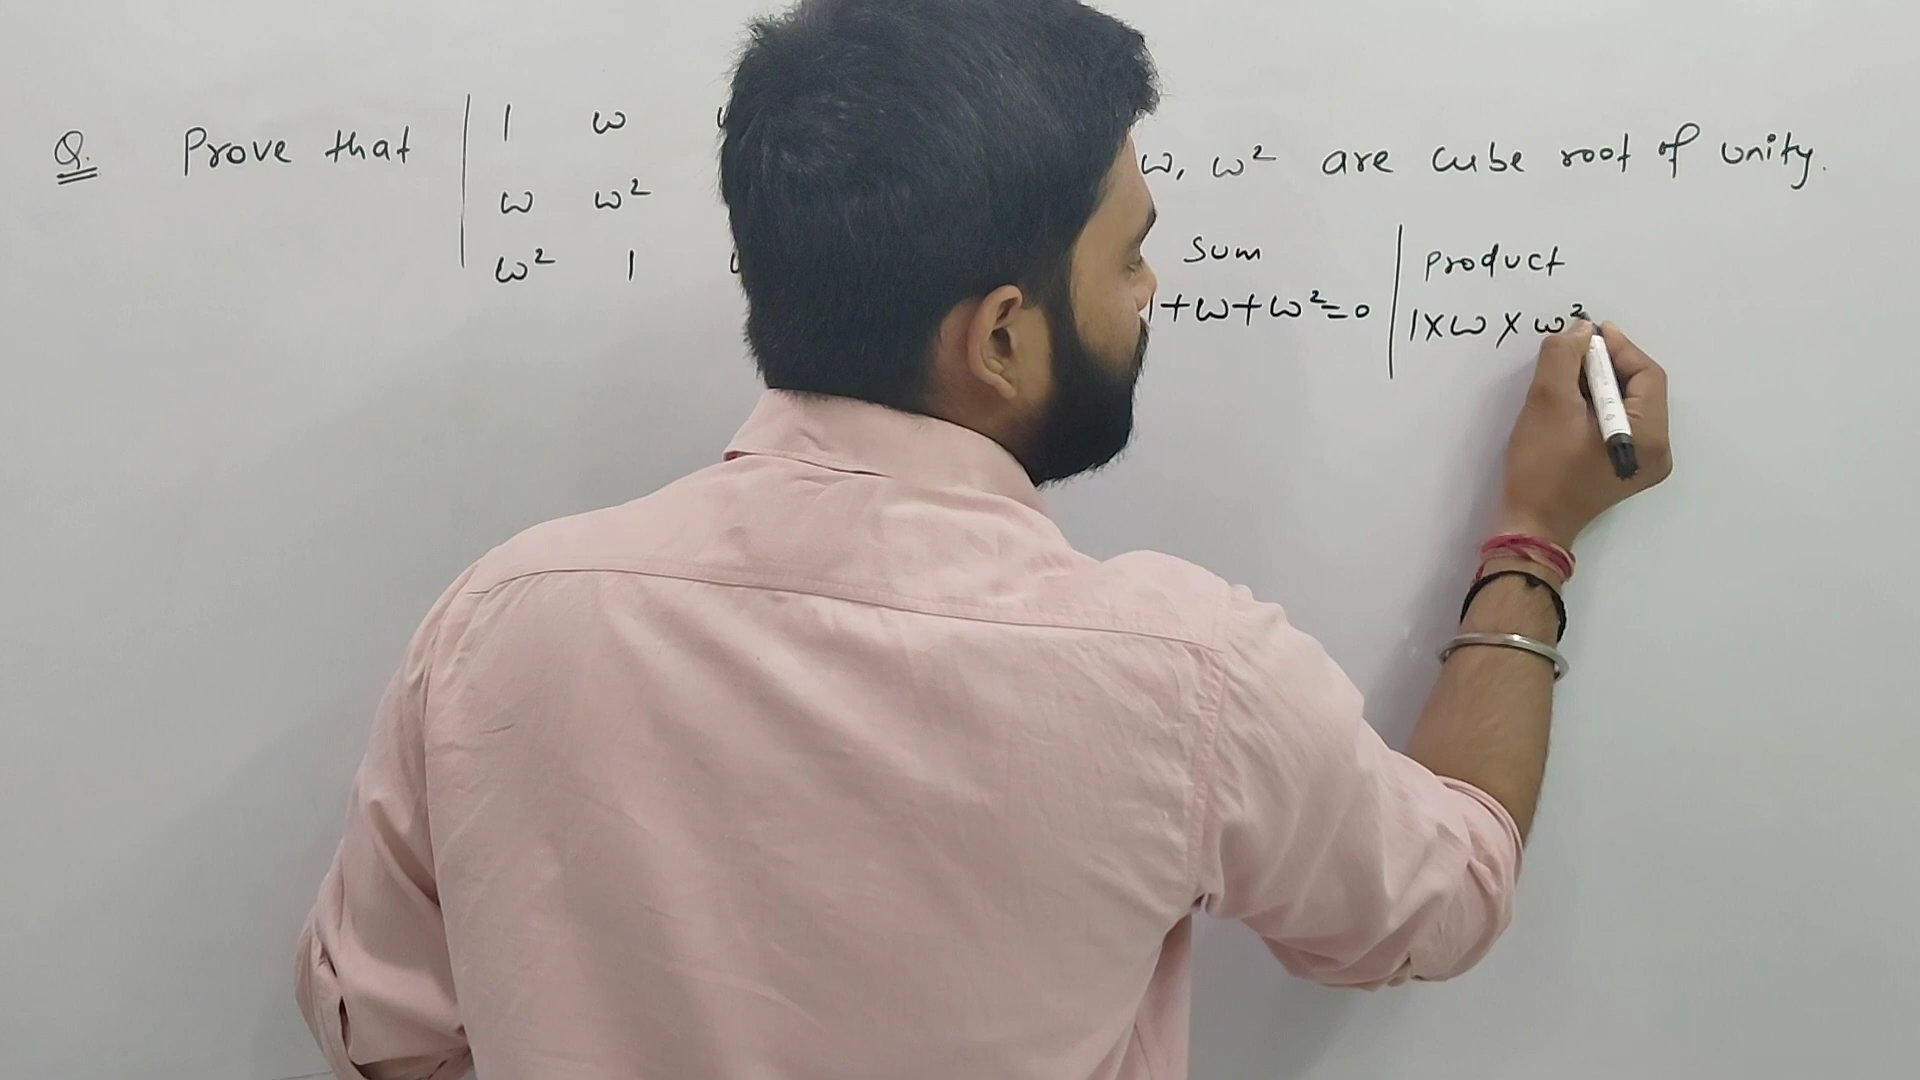 Q. Prove that | 1 ω
ω, ω² are cube root of unity.
ω ω²
ω² 1
Sum | Product
1+ω+ω²=0 | 1×ω×ω²